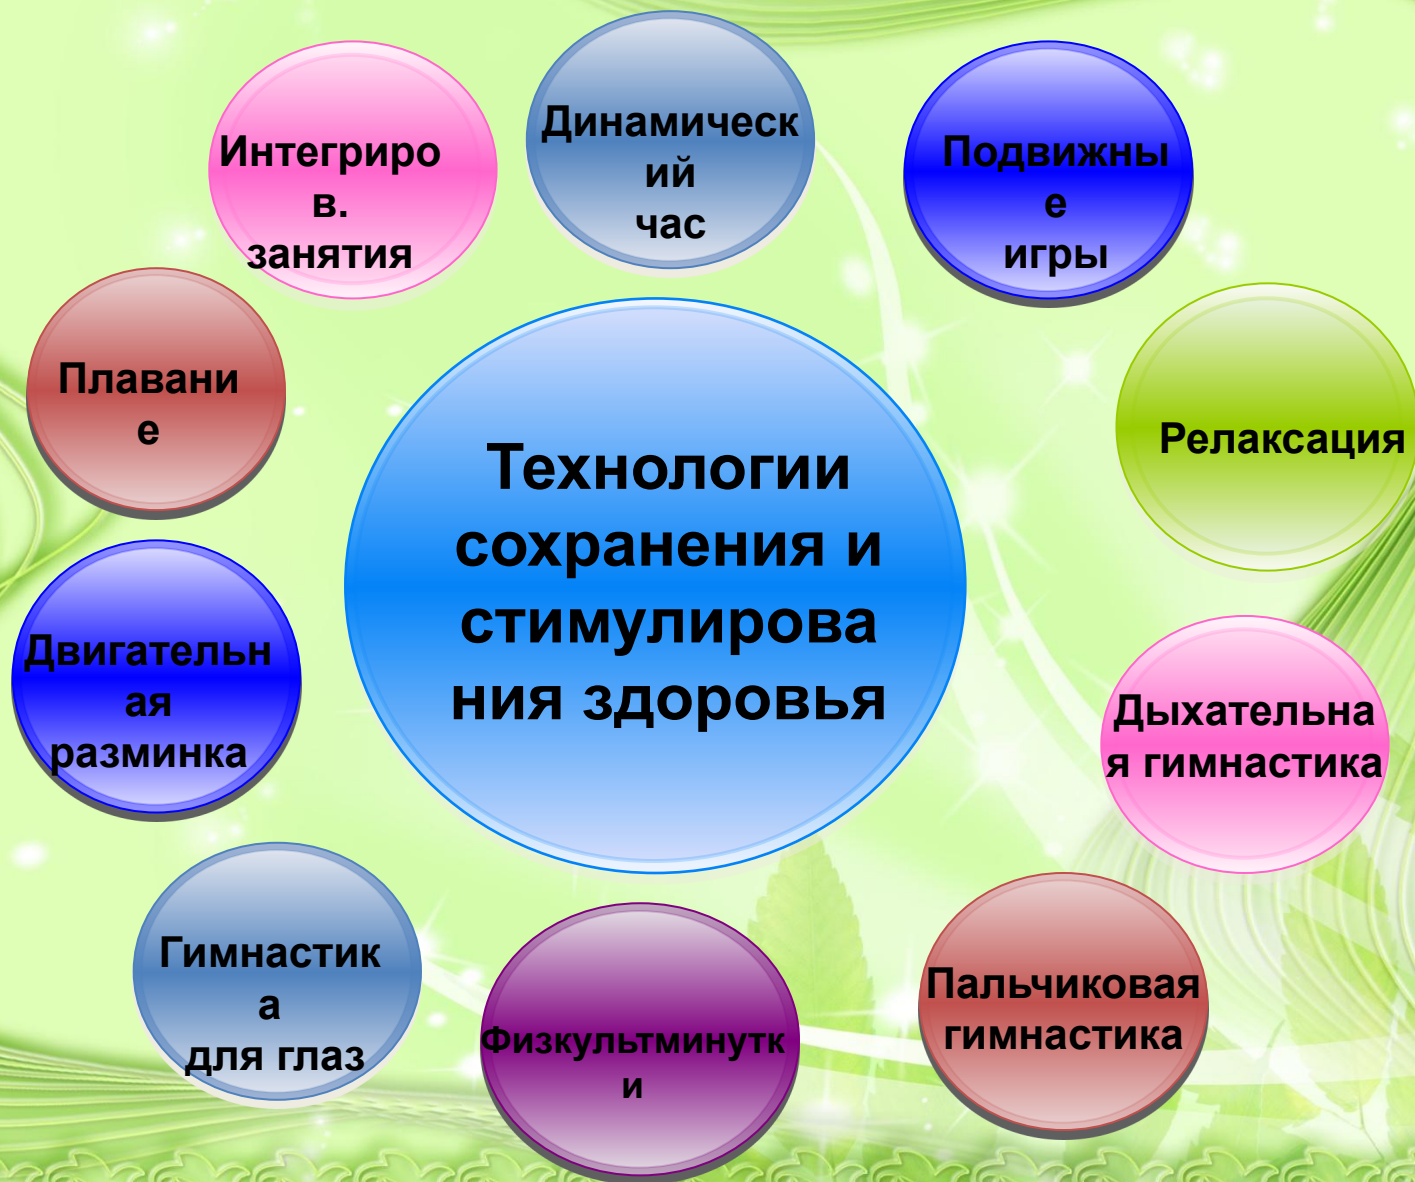 Интегриро
в.
занятия
Динамическ
ий
час
Подвижны
е
игры
Плавани
е
Релаксация
Технологии
сохранения и
стимулирова
ния здоровья
Двигательн
ая
разминка
Дыхательна
я гимнастика
Гимнастик
а
для глаз
Физкультминутк
и
Пальчиковая
гимнастика